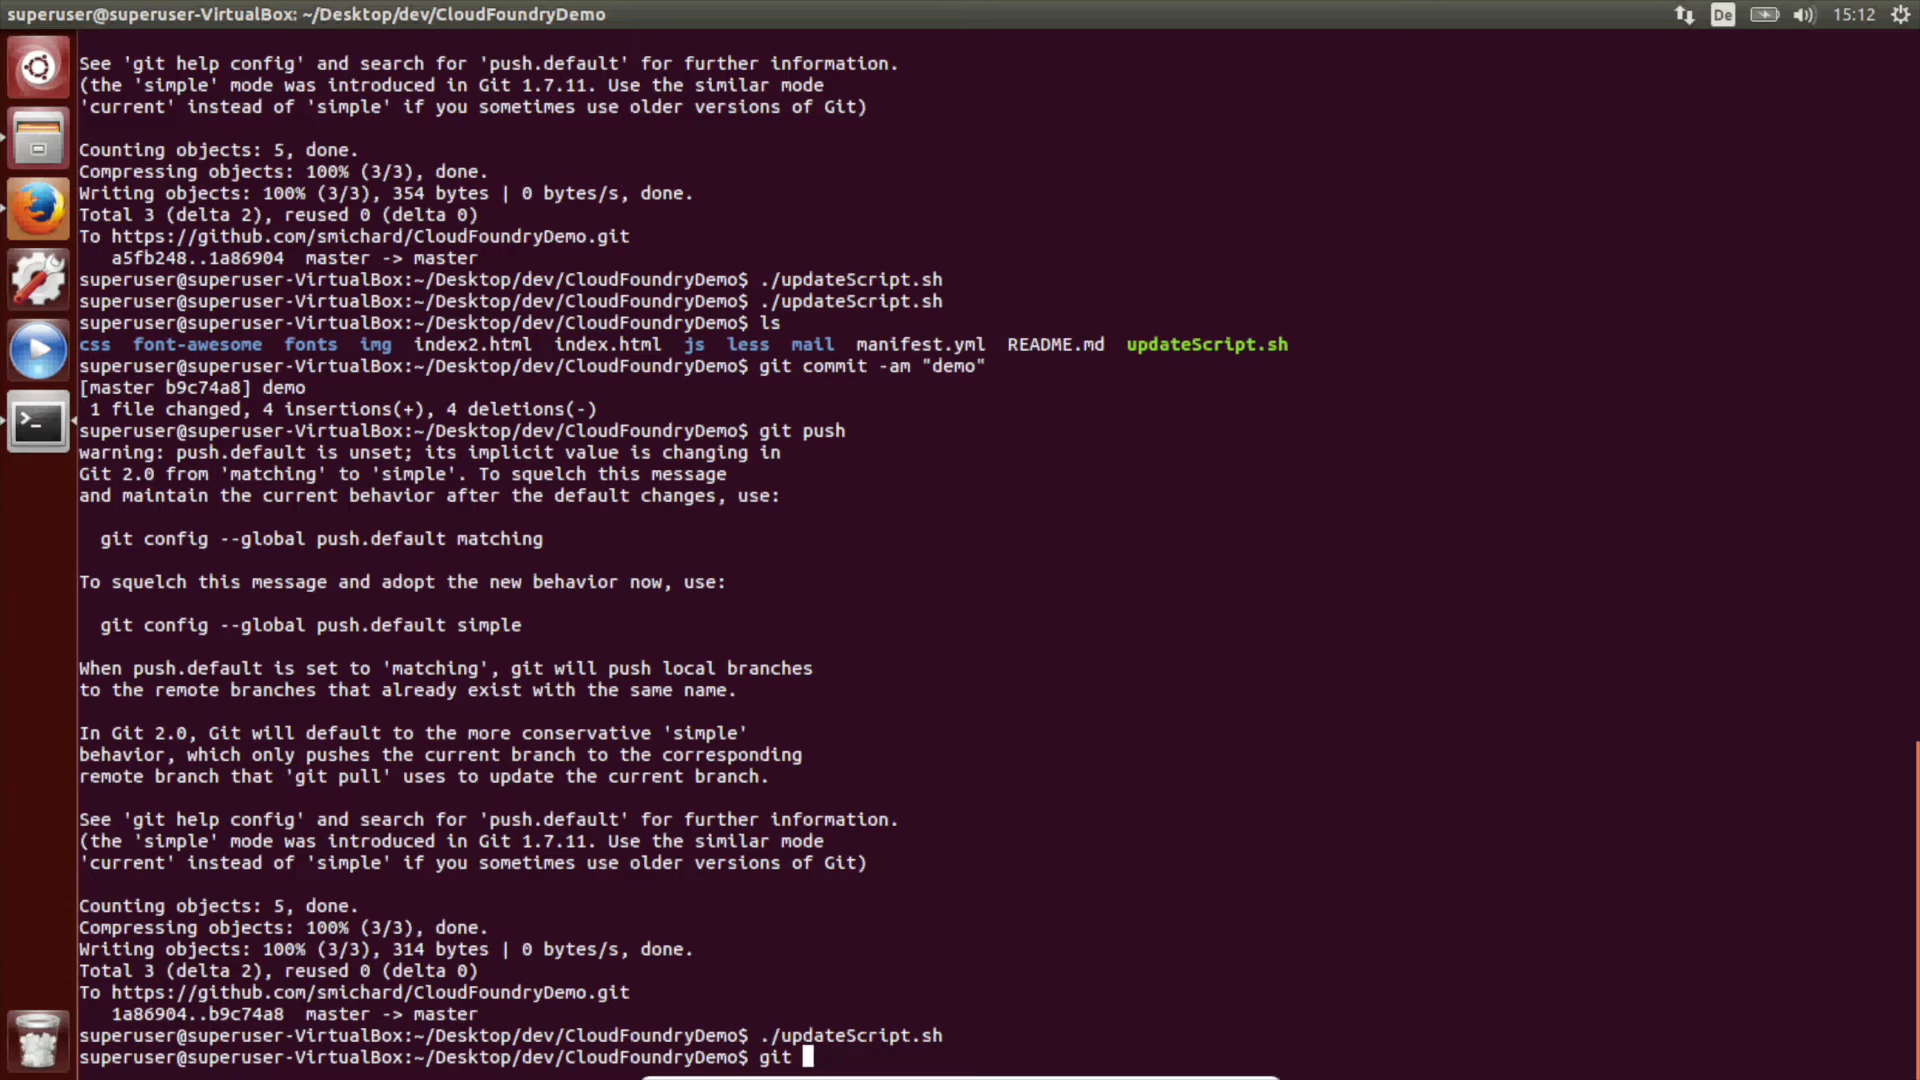 superuser@superuser-VirtualBox: ~/Desktop/dev/CloudFoundryDemo
De
15:12
See 'git help config' and search for 'push.default' for further information.
(the 'simple' mode was introduced in Git 1.7.11. Use the similar mode
'current' instead of 'simple' if you sometimes use older versions of Git)
Counting objects: 5, done.
Compressing objects: 100% (3/3), done.
Writing objects: 100% (3/3), 354 bytes | 0 bytes/s, done.
Total 3 (delta 2), reused 0 (delta 0)
To https://github.com/smichard/CloudFoundryDemo.git
   a5fb248..1a86904  master -> master
superuser@superuser-VirtualBox:~/Desktop/dev/CloudFoundryDemo$ ./updateScript.sh
superuser@superuser-VirtualBox:~/Desktop/dev/CloudFoundryDemo$ ./updateScript.sh
superuser@superuser-VirtualBox:~/Desktop/dev/CloudFoundryDemo$ ls
css  font-awesome  fonts  img  index2.html  index.html  js  less  mail  manifest.yml  README.md  updateScript.sh
superuser@superuser-VirtualBox:~/Desktop/dev/CloudFoundryDemo$ git commit -am "demo"
[master b9c74a8] demo
 1 file changed, 4 insertions(+), 4 deletions(-)
superuser@superuser-VirtualBox:~/Desktop/dev/CloudFoundryDemo$ git push
warning: push.default is unset; its implicit value is changing in
Git 2.0 from 'matching' to 'simple'. To squelch this message
and maintain the current behavior after the default changes, use:
  git config --global push.default matching
To squelch this message and adopt the new behavior now, use:
  git config --global push.default simple
When push.default is set to 'matching', git will push local branches
to the remote branches that already exist with the same name.
In Git 2.0, Git will default to the more conservative 'simple'
behavior, which only pushes the current branch to the corresponding
remote branch that 'git pull' uses to update the current branch.
See 'git help config' and search for 'push.default' for further information.
(the 'simple' mode was introduced in Git 1.7.11. Use the similar mode
'current' instead of 'simple' if you sometimes use older versions of Git)
Counting objects: 5, done.
Compressing objects: 100% (3/3), done.
Writing objects: 100% (3/3), 314 bytes | 0 bytes/s, done.
Total 3 (delta 2), reused 0 (delta 0)
To https://github.com/smichard/CloudFoundryDemo.git
   1a86904..b9c74a8  master -> master
superuser@superuser-VirtualBox:~/Desktop/dev/CloudFoundryDemo$ ./updateScript.sh
superuser@superuser-VirtualBox:~/Desktop/dev/CloudFoundryDemo$ git